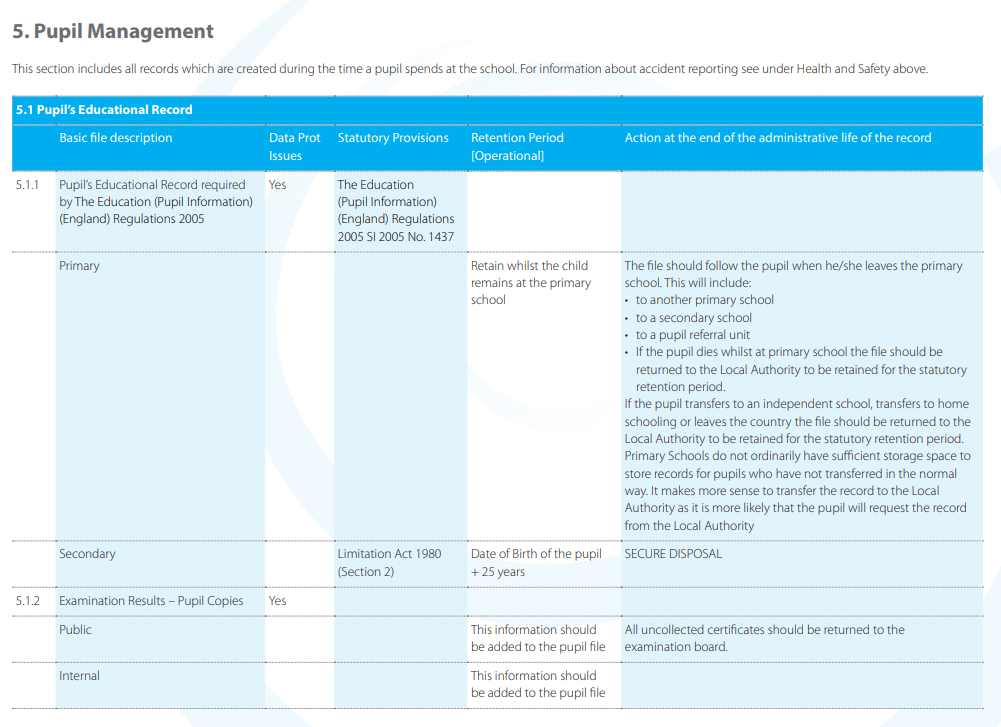 5. Pupil Management
This section includes all records which are created during the time a pupil spends at the school. For information about accident reporting see under Health and Safety above.
5.1 Pupil's Educational Record
Basic file description
Data Prot
Issues
Statutory Provisions
Retention Period
[Operational]
Action at the end of the administrative life of the record
5.1.1
Pupil's Educational Record required
by The Education (Pupil Information)
(England) Regulations 2005
Yes
The Education
(Pupil Information)
(England) Regulations
2005 SI 2005 No. 1437
Primary
Retain whilst the child
remains at the primary
school
The file should follow the pupil when he/she leaves the primary
school. This will include:
• to another primary school
• to a secondary school
• to a pupil referral unit
• If the pupil dies whilst at primary school the file should be
returned to the Local Authority to be retained for the statutory
retention period.
If the pupil transfers to an independent school, transfers to home
schooling or leaves the country the file should be returned to the
Local Authority to be retained for the statutory retention period.
Primary Schools do not ordinarily have sufficient storage space to
store records for pupils who have not transferred in the normal
way. It makes more sense to transfer the record to the Local
Authority as it is more likely that the pupil will request the record
from the Local Authority
Secondary
Limitation Act 1980
(Section 2)
Date of Birth of the pupil
+ 25 years
SECURE DISPOSAL
5.1.2
Examination Results – Pupil Copies
Yes
Public
This information should
be added to the pupil file
All uncollected certificates should be returned to the
examination board.
Internal
This information should
be added to the pupil file